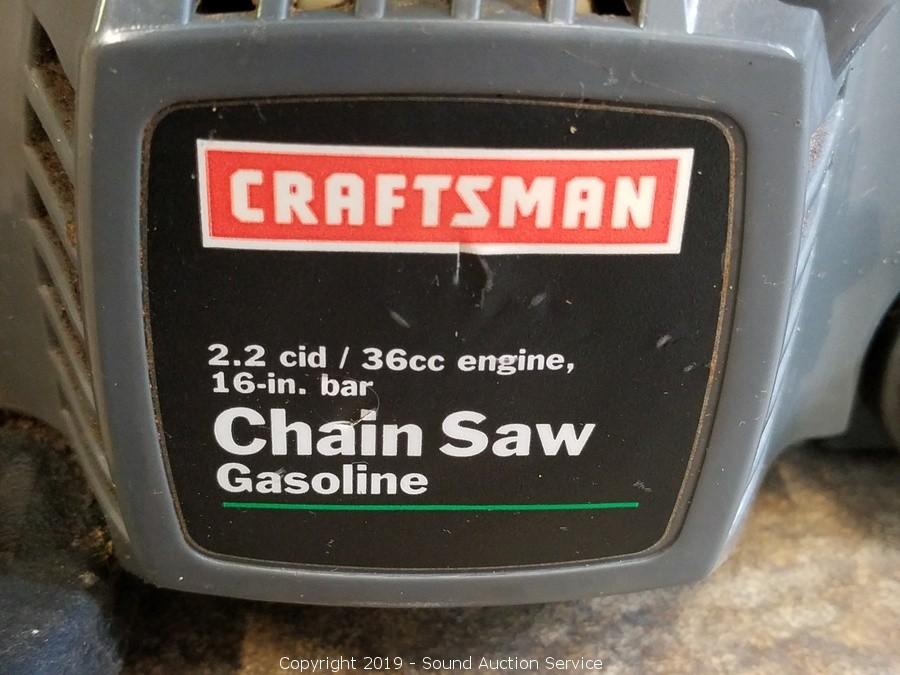 CRAFTSMAN
2.2 cid / 36cc engine,
16-in. bar
Chain Saw
Gasoline
Copyright 2019 - Sound Auction Service